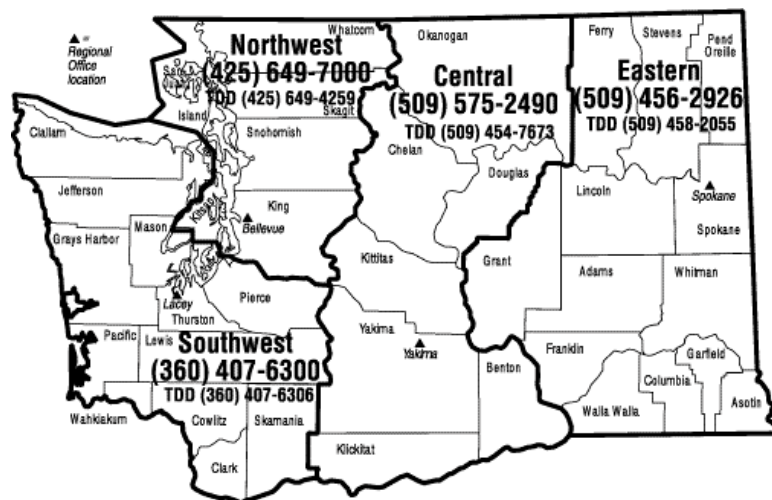 ▲ =
Regional
Office
location
Northwest
(425) 649-7000
TDD (425) 649-4259
Central
(509) 575-2490
TDD (509) 454-7673
Eastern
(509) 456-2926
TDD (509) 458-2055
Southwest
(360) 407-6300
TDD (360) 407-6306
Whatcom
San
Juan
Skagit
Island
Snohomish
King
Bellevue
Kitsap
Clallam
Jefferson
Mason
Grays Harbor
Lacey
Thurston
Pierce
Pacific
Lewis
Wahkiakum
Cowlitz
Skamania
Clark
Okanogan
Chelan
Douglas
Kittitas
Yakima
Yakima
Benton
Klickitat
Ferry
Stevens
Pend
Oreille
Lincoln
Spokane
Spokane
Grant
Adams
Whitman
Franklin
Garfield
Columbia
Walla Walla
Asotin